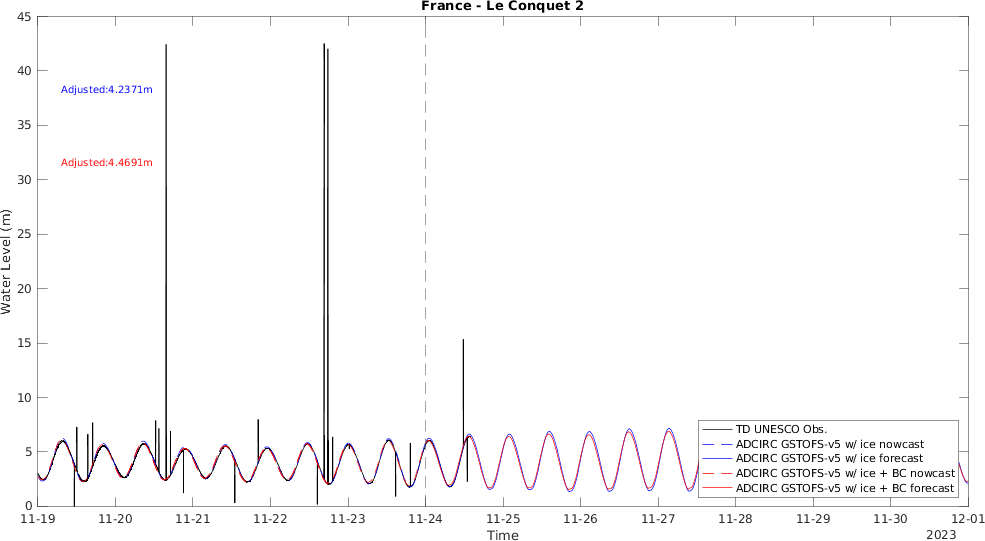 France - Le Conquet 2
45
40
35
30
25
20
15
10
5
0
Water Level (m)
Adjusted:4.2371m
Adjusted:4.4691m
TD UNESCO Obs.
ADCIRC GSTOFS-v5 w/ ice nowcast
ADCIRC GSTOFS-v5 w/ ice forecast
ADCIRC GSTOFS-v5 w/ ice + BC nowcast
ADCIRC GSTOFS-v5 w/ ice + BC forecast
11-19 11-20 11-21 11-22 11-23 11-24 11-25 11-26 11-27 11-28 11-29 11-30 12-01
Time
2023